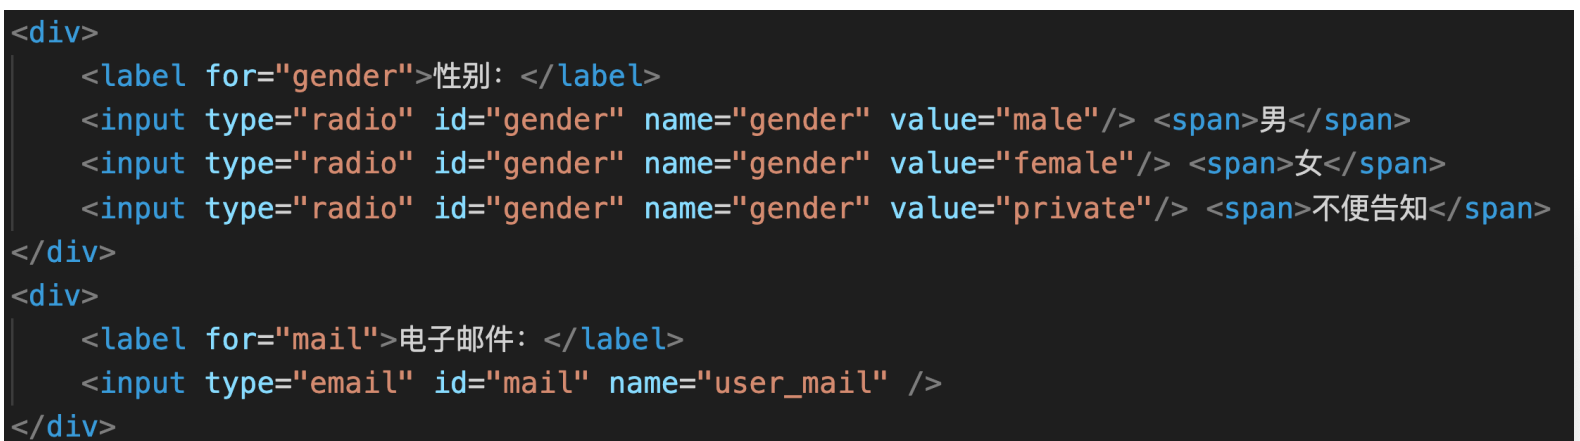 <div>
<label for="gender">性别：</label>
<input type="radio" id="gender" name="gender" value="male"/> <span>男</span>
<input type="radio" id="gender" name="gender" value="female"/> <span>女</span>
<input type="radio" id="gender" name="gender" value="private"/> <span>不便告知</span>
</div>
<div>
<label for="mail">电子邮件：</label>
<input type="email" id="mail" name="user_mail" />
</div>